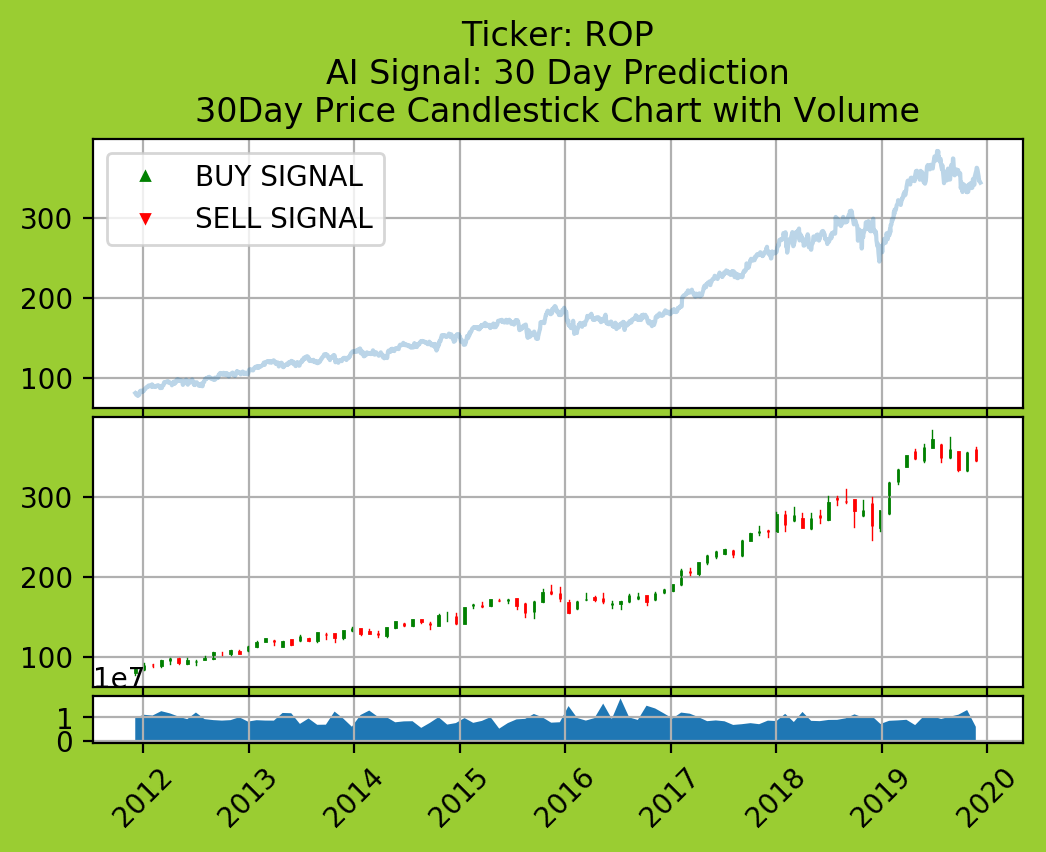 Ticker: ROP
AI Signal: 30 Day Prediction
30Day Price Candlestick Chart with Volume
BUY SIGNAL
SELL SIGNAL
300
200
100
300
200
100
1e7
1
0
2012
2013
2014
2015
2016
2017
2018
2019
2020